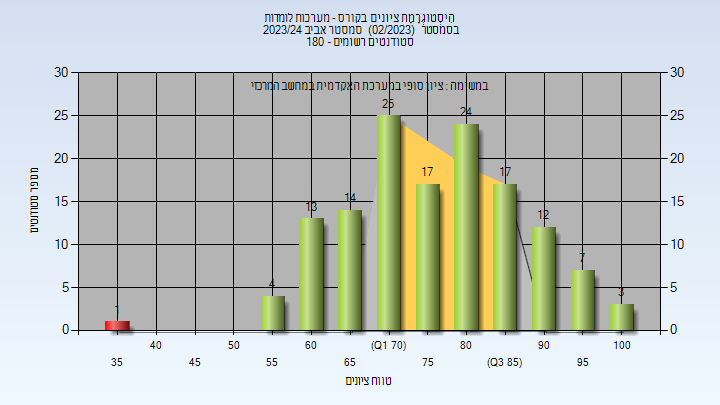 היסטוגרמת ציונים בקורס - מערכות לומדות
בסמסטר (02/2023) סמסטר אביב 2023/24
סטודנטים רשומים - 180
במשימה : ציון סופי במערכת האקדמית במחשב המרכזי
מספר סטודנטים
30 30
25 25
20 20
15 15
10 10
5 5
0 0
1 4 13 14 25 17 24 17 12 7 3
40 50 60 (Q1 70) 80 90 100
35 45 55 65 75 (Q3 85) 95
טווח ציונים